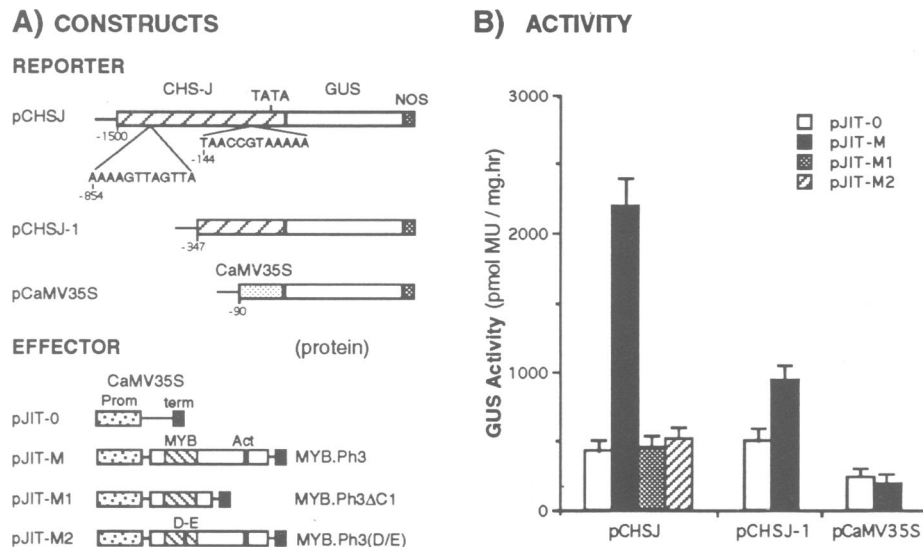 A) CONSTRUCTS
REPORTER
CHS-J TATA GUS NOS
pCHSJ
-1500
TAACCGTAAAAA
-144
AAAAGTTAGTTA
-854
pCHSJ-1
-347
CaMV35S
pCaMV35S
-90
EFFECTOR (protein)
CaMV35S
Prom term
pJIT-0
MYB Act
pJIT-M MYB.Ph3
pJIT-M1 MYB.Ph3ΔC1
D-E
pJIT-M2 MYB.Ph3(D/E)
B) ACTIVITY
GUS Activity (pmol MU / mg.hr)
3000
2000
1000
0
pJIT-0
pJIT-M
pJIT-M1
pJIT-M2
pCHSJ pCHSJ-1 pCaMV35S